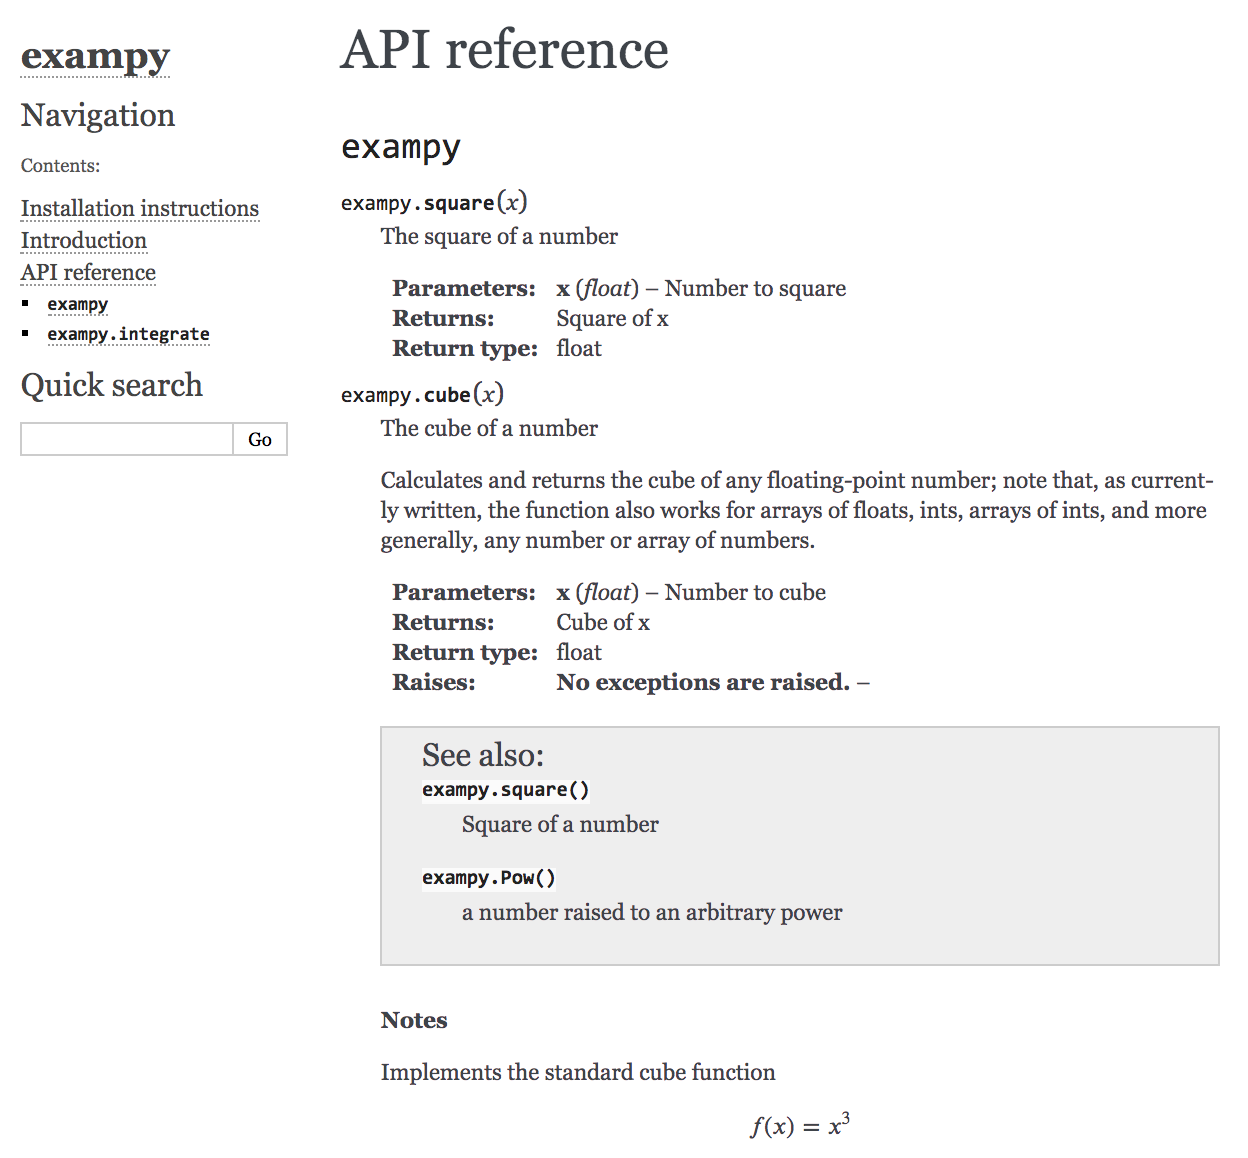 exampy
Navigation
Contents:
Installation instructions
Introduction
API reference
exampy
exampy.integrate
Quick search
Go
API reference
exampy
exampy.square(x)
The square of a number
Parameters: x (float) – Number to square
Returns: Square of x
Return type: float
exampy.cube(x)
The cube of a number
Calculates and returns the cube of any floating-point number; note that, as current-
ly written, the function also works for arrays of floats, ints, arrays of ints, and more
generally, any number or array of numbers.
Parameters: x (float) – Number to cube
Returns: Cube of x
Return type: float
Raises: No exceptions are raised. –
See also:
exampy.square()
Square of a number
exampy.Pow()
a number raised to an arbitrary power
Notes
Implements the standard cube function
f(x) = x³